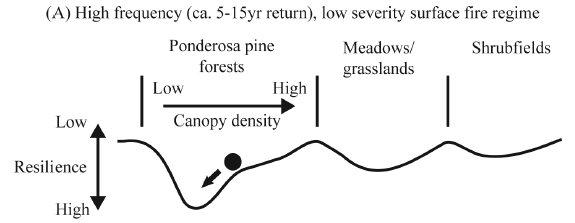 (A) High frequency (ca. 5-15yr return), low severity surface fire regime
Ponderosa pine
forests
Meadows/
grasslands
Shrubfields
Low
High
Canopy density
Low
Resilience
High